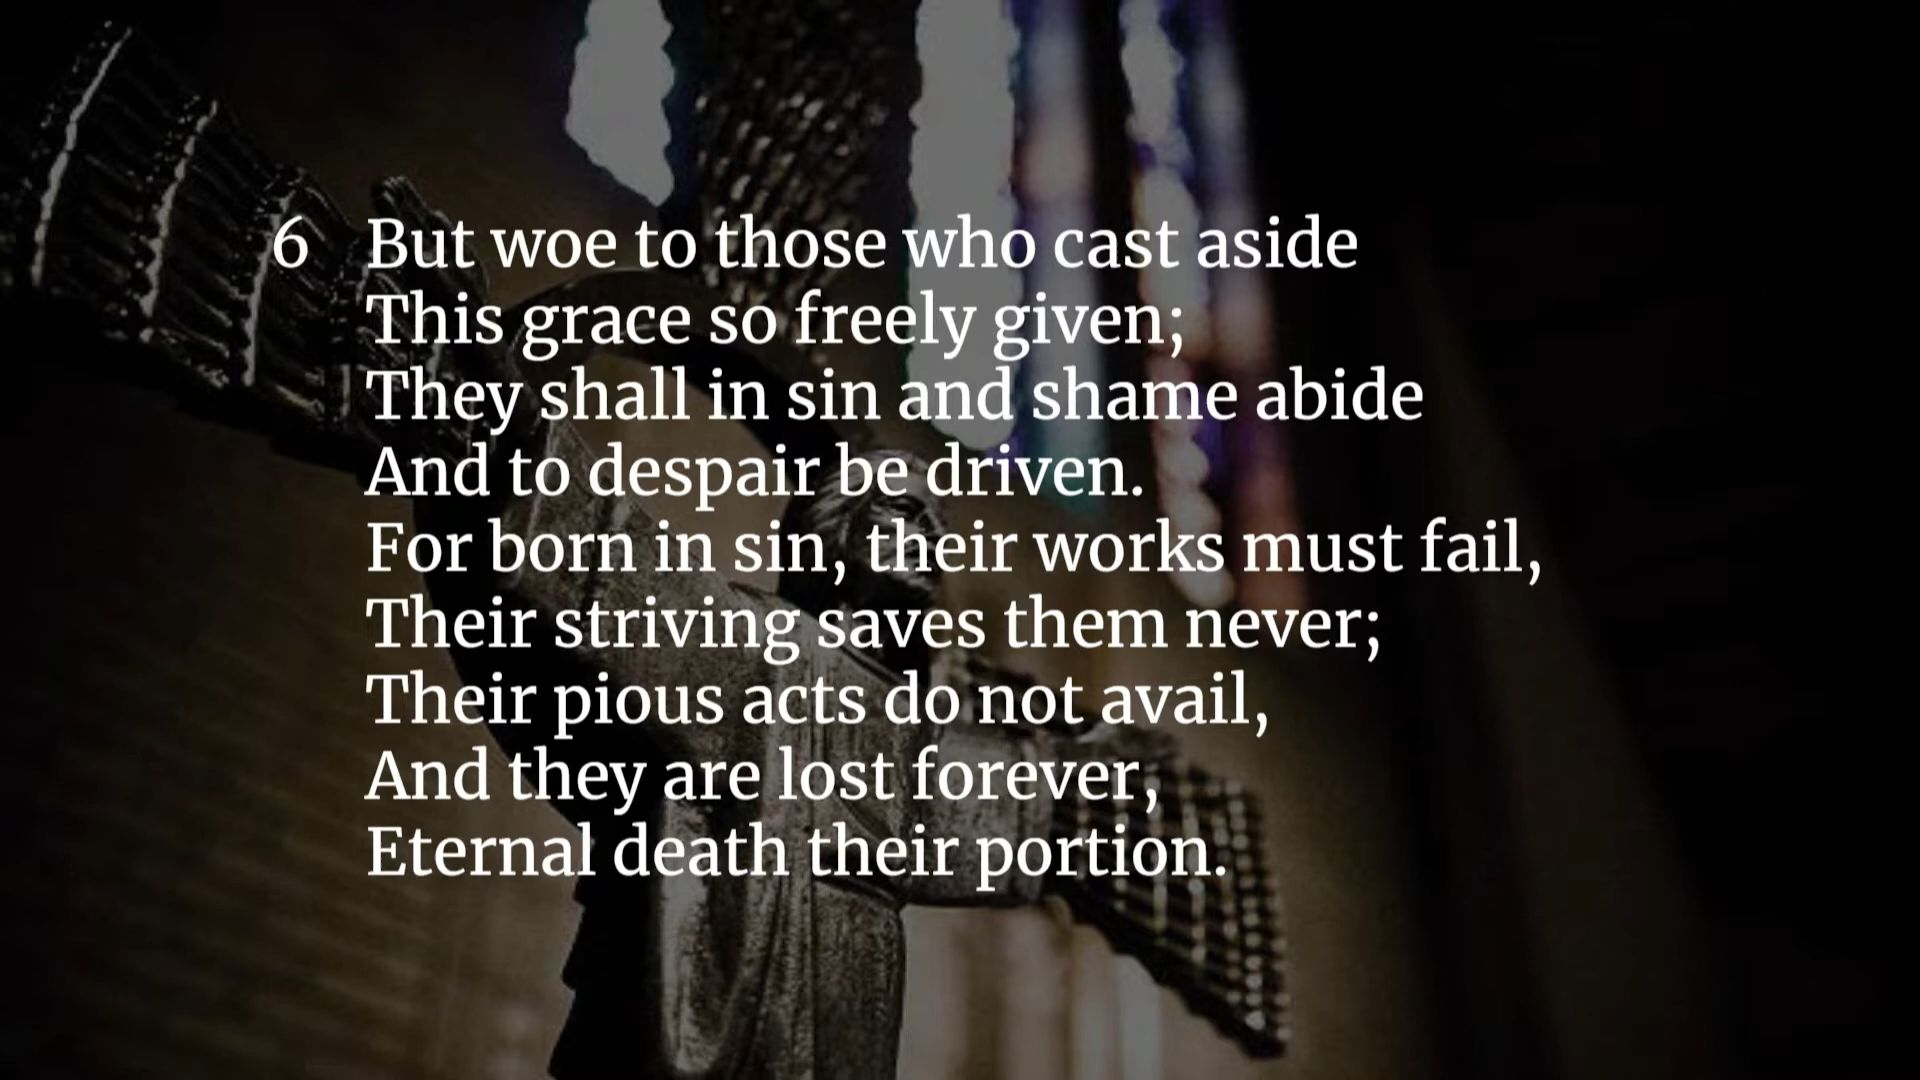 6 But woe to those who cast aside
This grace so freely given;
They shall in sin and shame abide
And to despair be driven.
For born in sin, their works must fail,
Their striving saves them never;
Their pious acts do not avail,
And they are lost forever,
Eternal death their portion.